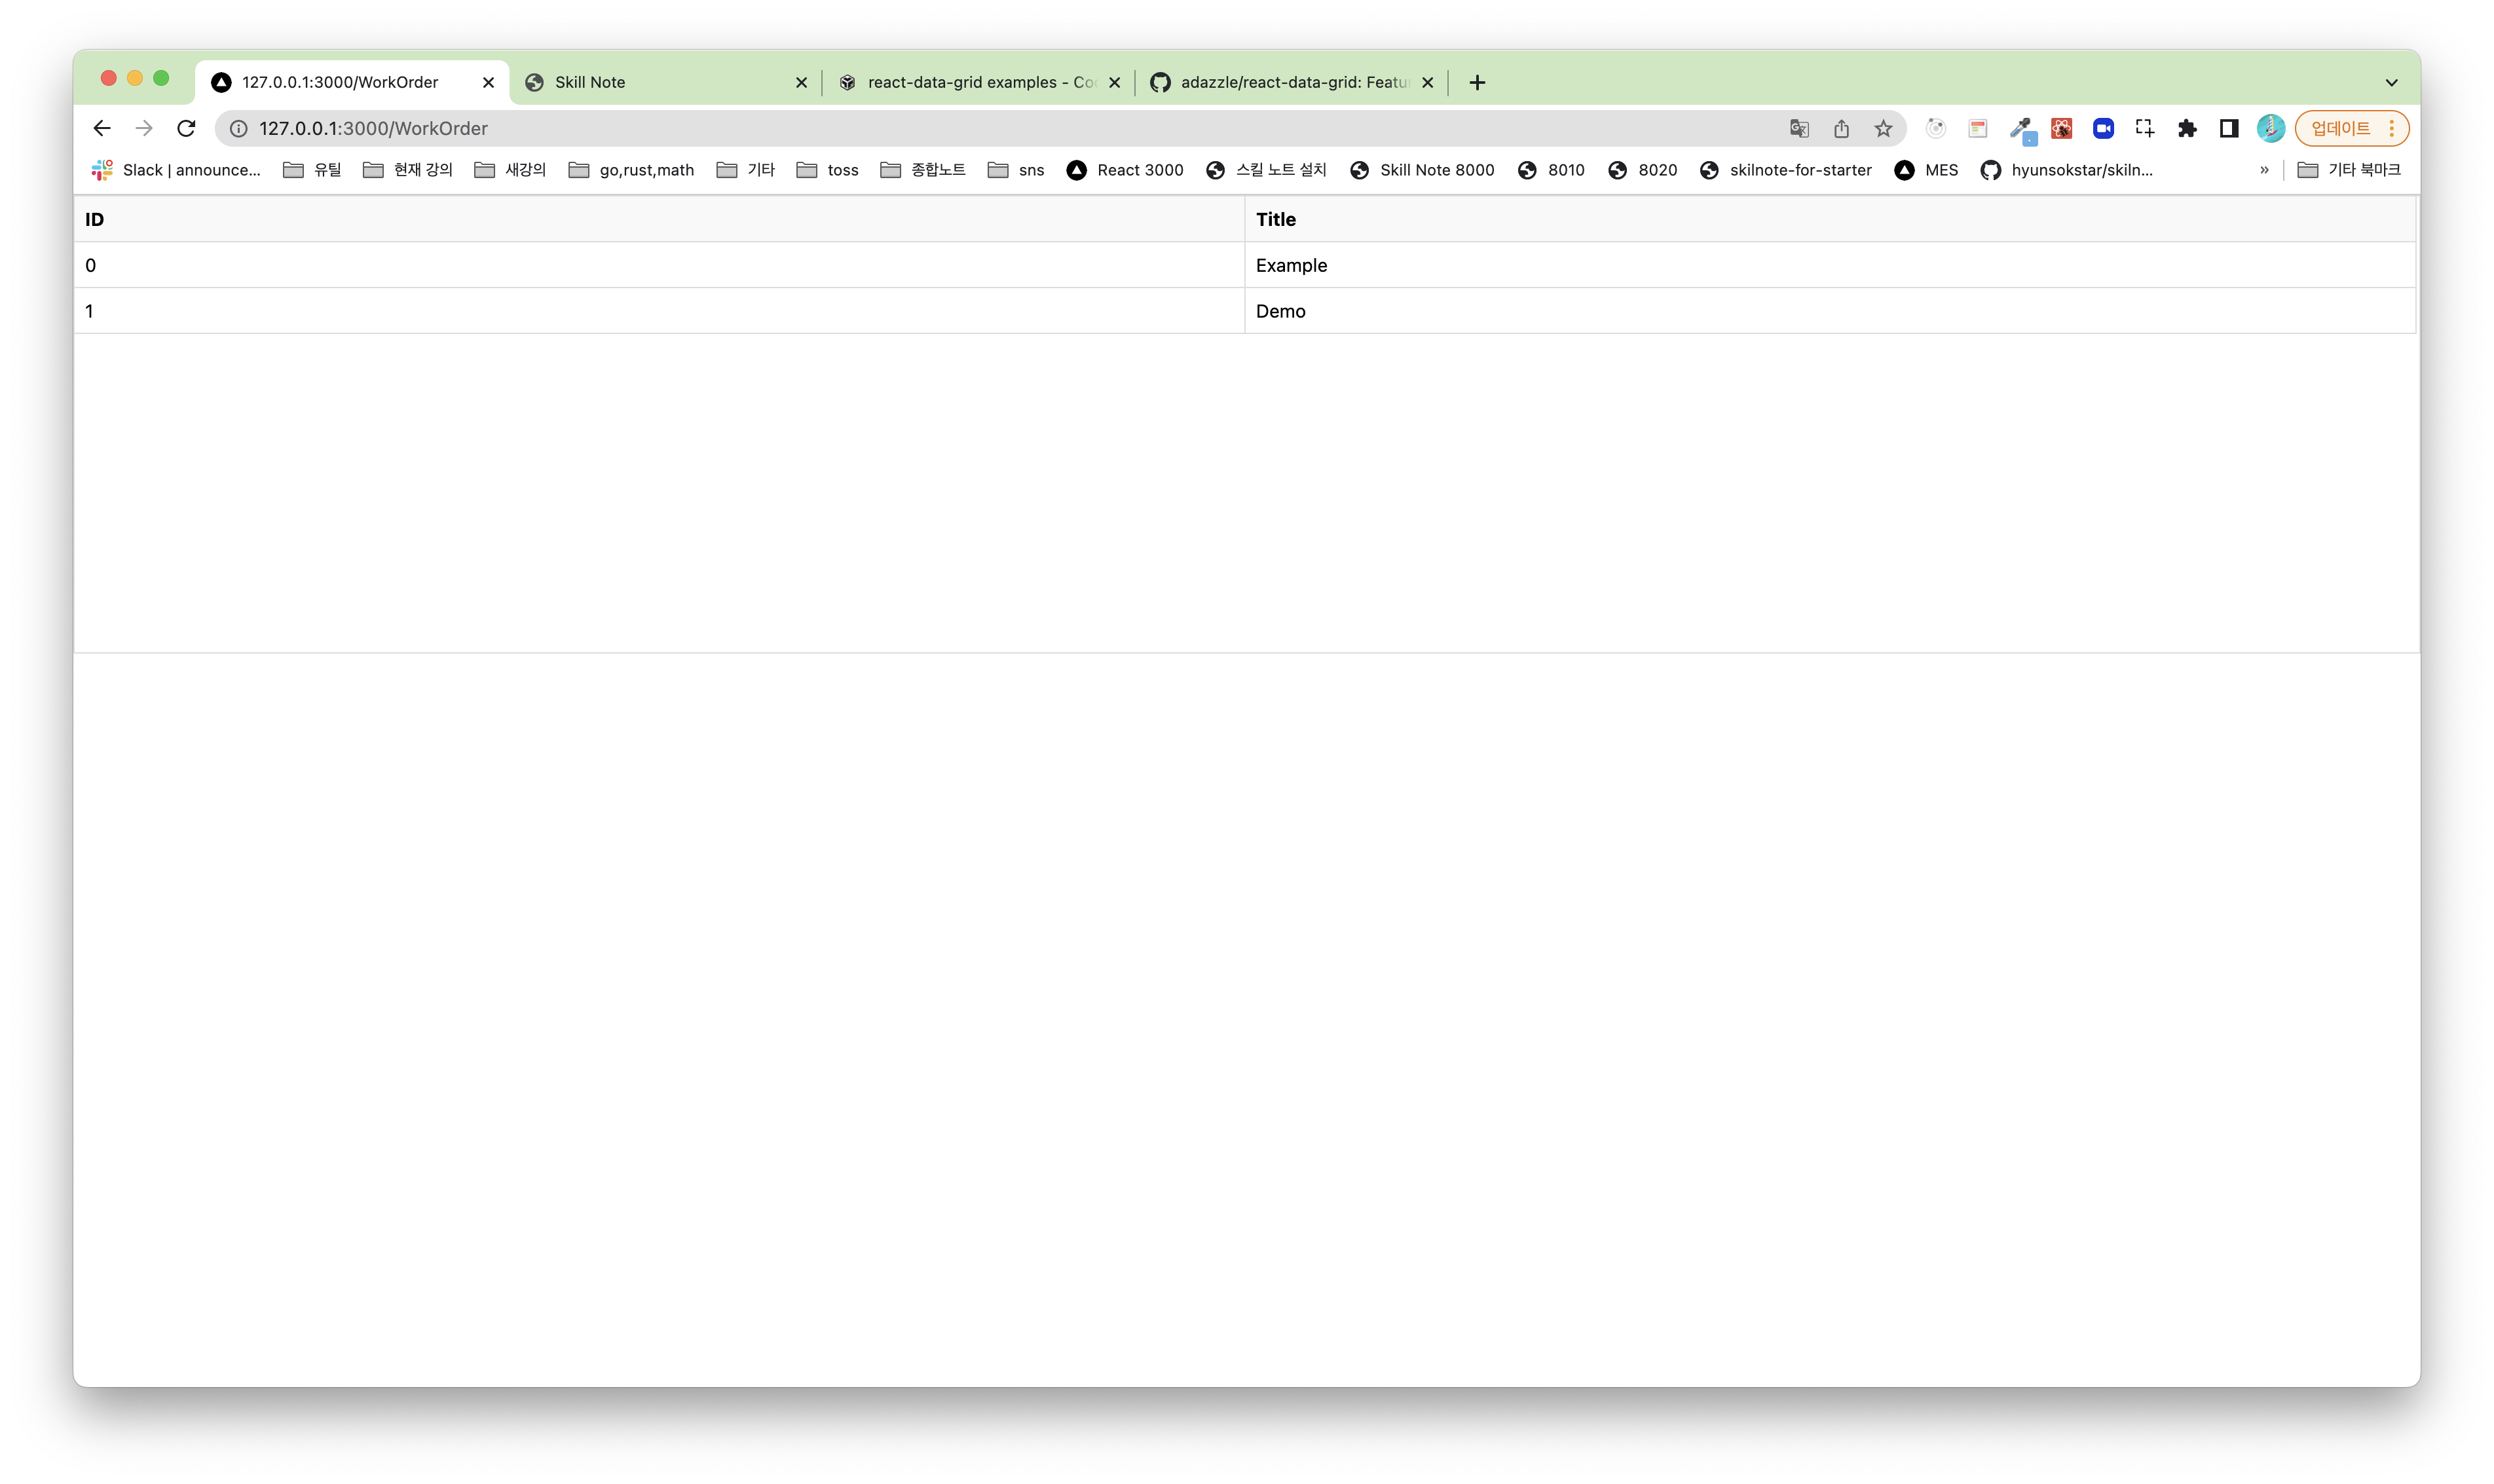 127.0.0.1:3000/WorkOrder
Skill Note
react-data-grid examples - Co
adazzle/react-data-grid: Featu
127.0.0.1:3000/WorkOrder
업데이트
Slack | announce... 유틸 현재 강의 새강의 go,rust,math 기타 toss 종합노트 sns React 3000 스킬 노트 설치 Skill Note 8000 8010 8020 skilnote-for-starter MES hyunsokstar/skiln... » 기타 북마크
ID Title
0 Example
1 Demo